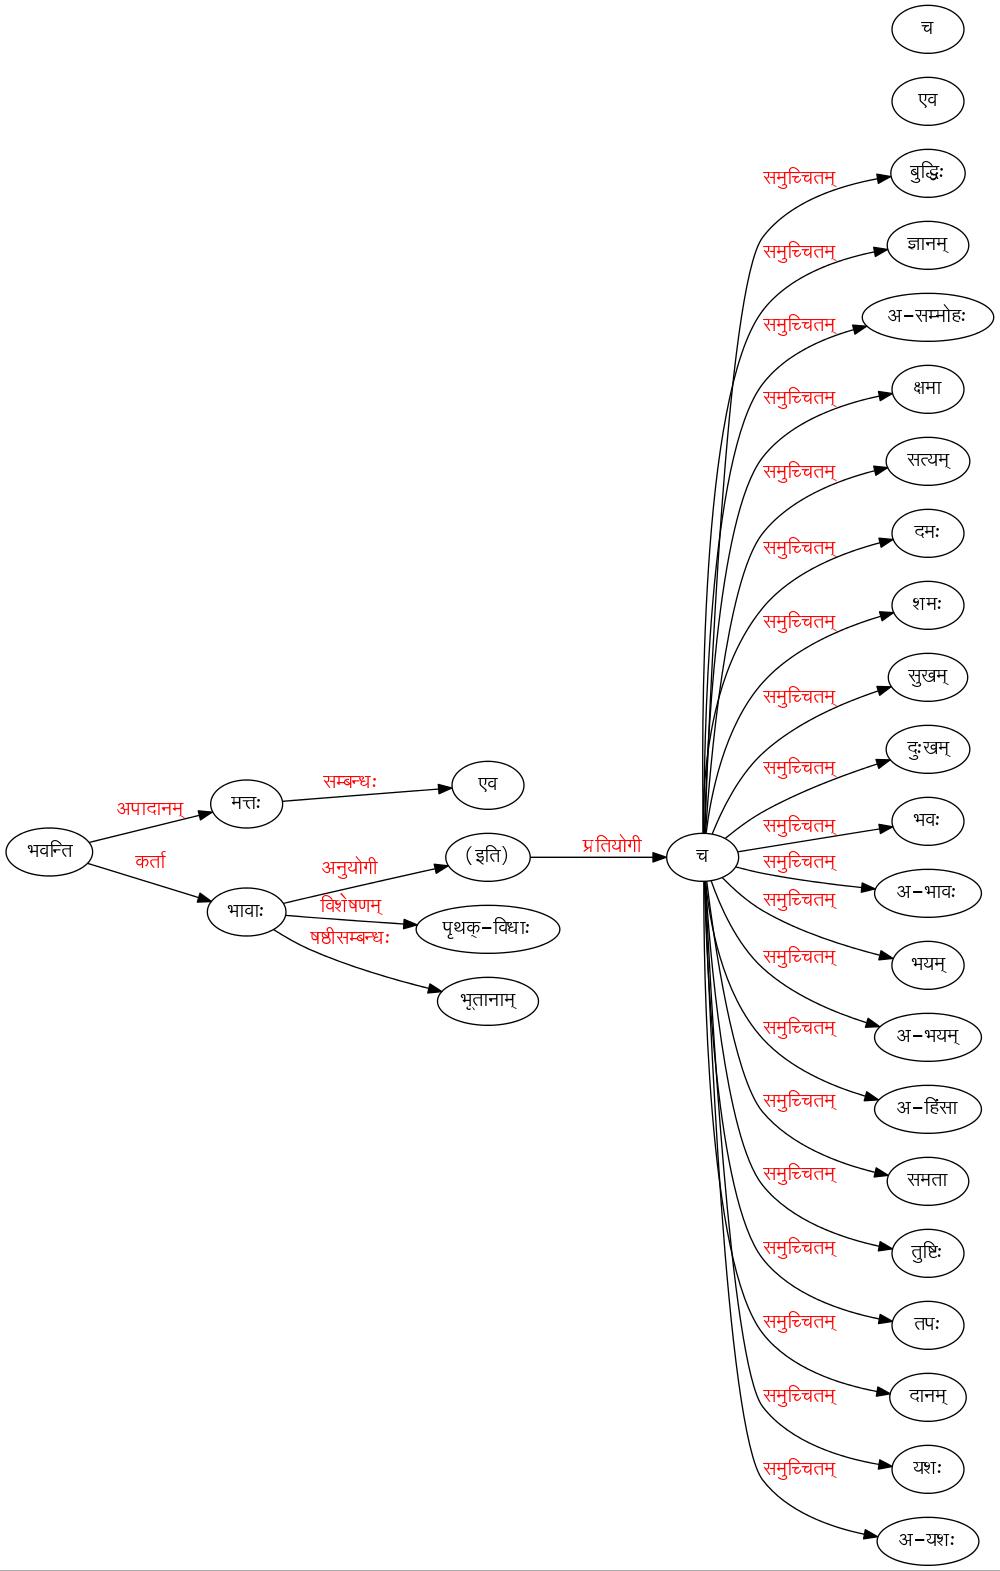 च
एव
बुद्धिः
समुच्चितम्
ज्ञानम्
समुच्चितम्
अ-सम्मोहः
समुच्चितम्
क्षमा
समुच्चितम्
सत्यम्
समुच्चितम्
दमः
समुच्चितम्
शमः
समुच्चितम्
सुखम्
समुच्चितम्
दुःखम्
समुच्चितम्
भवः
समुच्चितम्
अ-भावः
समुच्चितम्
भयम्
समुच्चितम्
अ-भयम्
समुच्चितम्
अ-हिंसा
समुच्चितम्
समता
समुच्चितम्
तुष्टिः
समुच्चितम्
तपः
समुच्चितम्
दानम्
समुच्चितम्
यशः
समुच्चितम्
अ-यशः
समुच्चितम्
भवन्ति
अपादानम्
मत्तः
सम्बन्धः
एव
कर्ता
भावाः
अनुयोगी
(इति)
प्रतियोगी
च
विशेषणम्
पृथक्-विधाः
षष्ठीसम्बन्धः
भूतानाम्